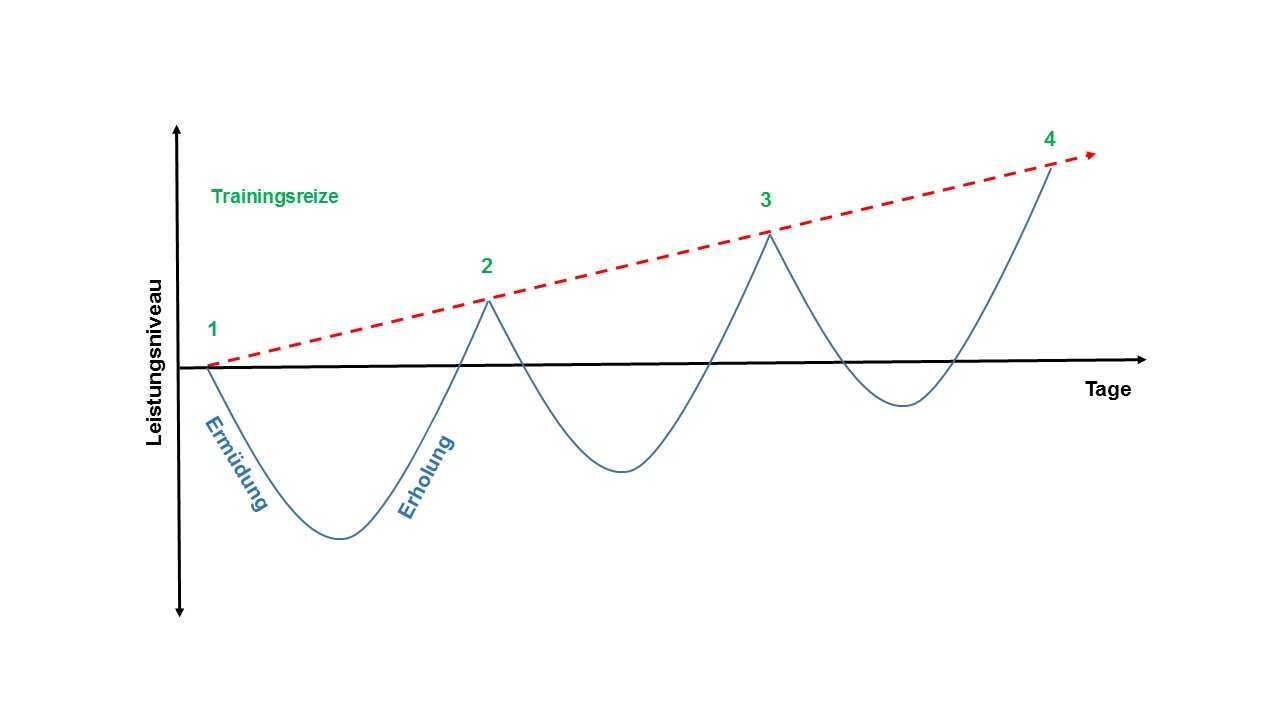 4
Trainingsreize
3
2
1
Leistungsniveau
Tage
Ermüdung
Erholung